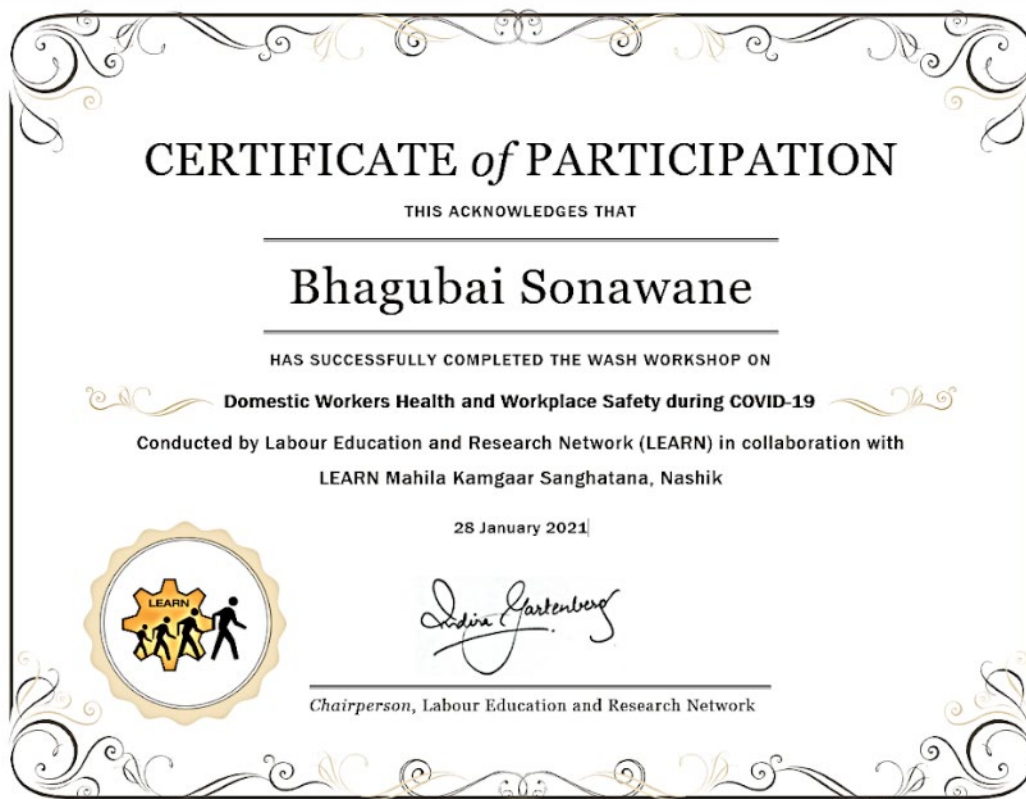 CERTIFICATE of PARTICIPATION
THIS ACKNOWLEDGES THAT
Bhagubai Sonawane
HAS SUCCESSFULLY COMPLETED THE WASH WORKSHOP ON
Domestic Workers Health and Workplace Safety during COVID-19
Conducted by Labour Education and Research Network (LEARN) in collaboration with
LEARN Mahila Kamgaar Sanghatana, Nashik
28 January 2021
LEARN
Indira Gartenberg
Chairperson, Labour Education and Research Network